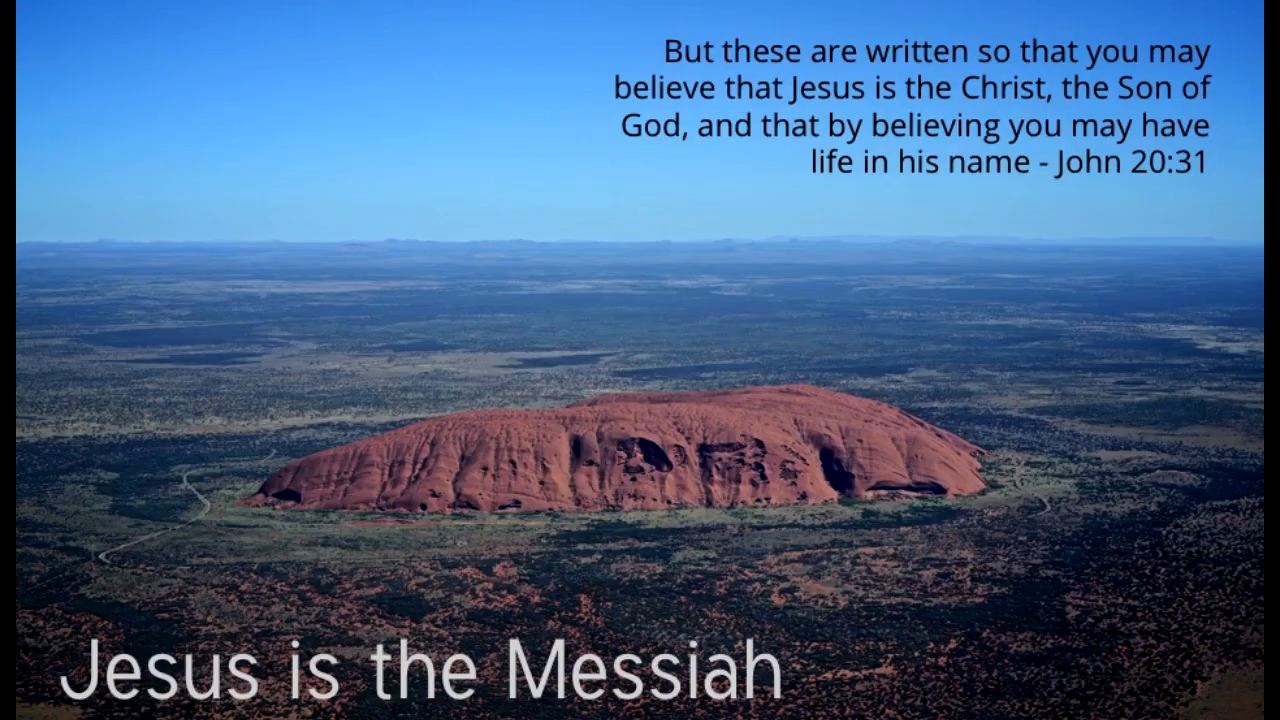 But these are written so that you may
believe that Jesus is the Christ, the Son of
God, and that by believing you may have
life in his name - John 20:31
Jesus is the Messiah